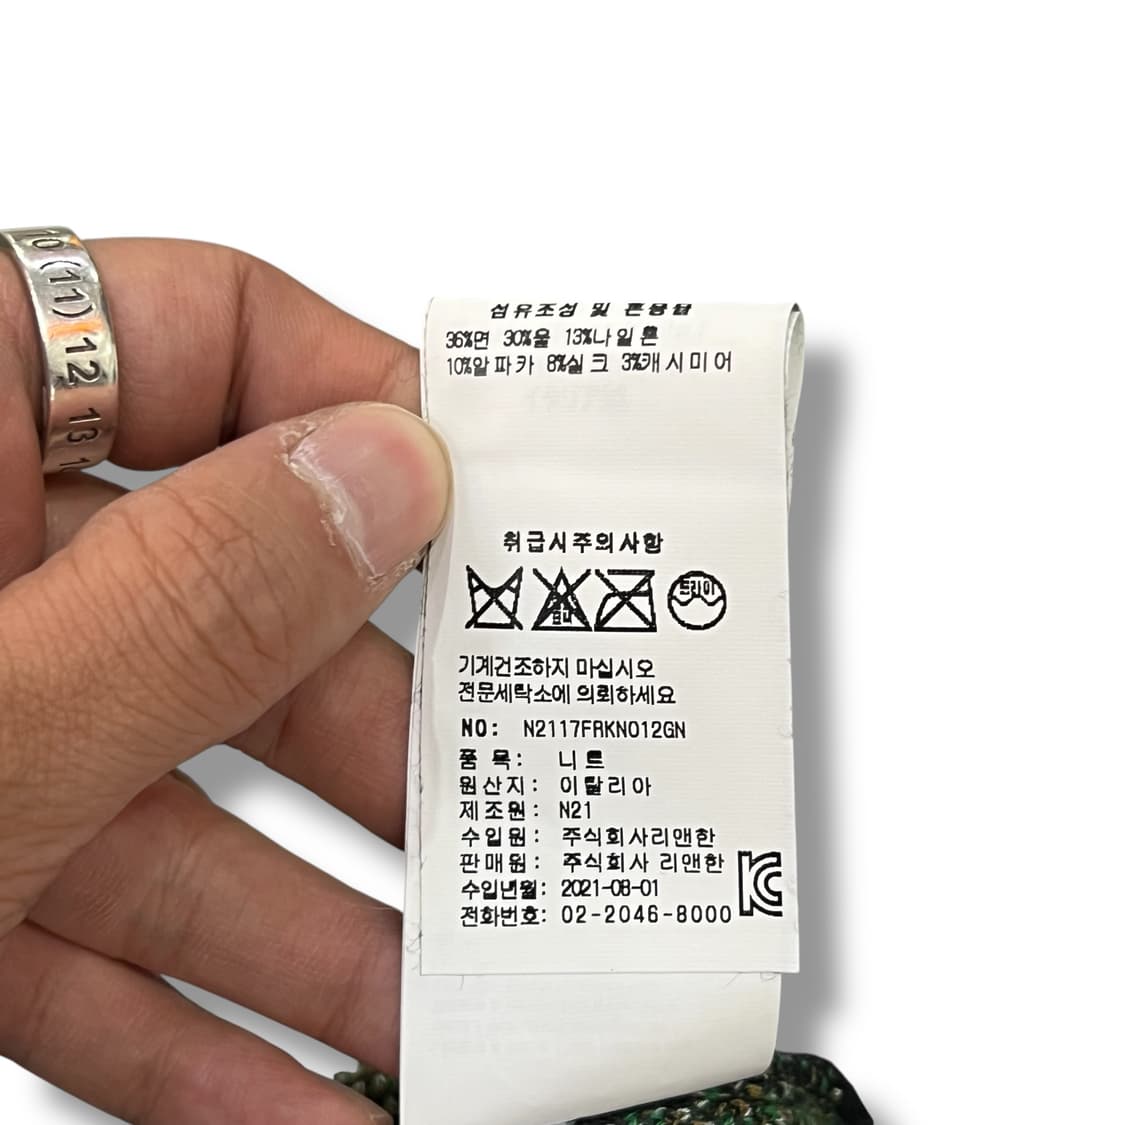 10 (11) 12 13 1
섬유조성 및 혼용률
36%면 30%울 13%나일론
10%알파카 8%실크 3%캐시미어
취급시주의사항
드라이
기계건조하지 마십시오
전문세탁소에 의뢰하세요
NO: N2117FRKN012GN
품 목: 니트
원산지: 이탈리아
제조원: N21
수입원: 주식회사리앤한
판매원: 주식회사 리앤한
수입년월: 2021-08-01
전화번호: 02-2046-8000